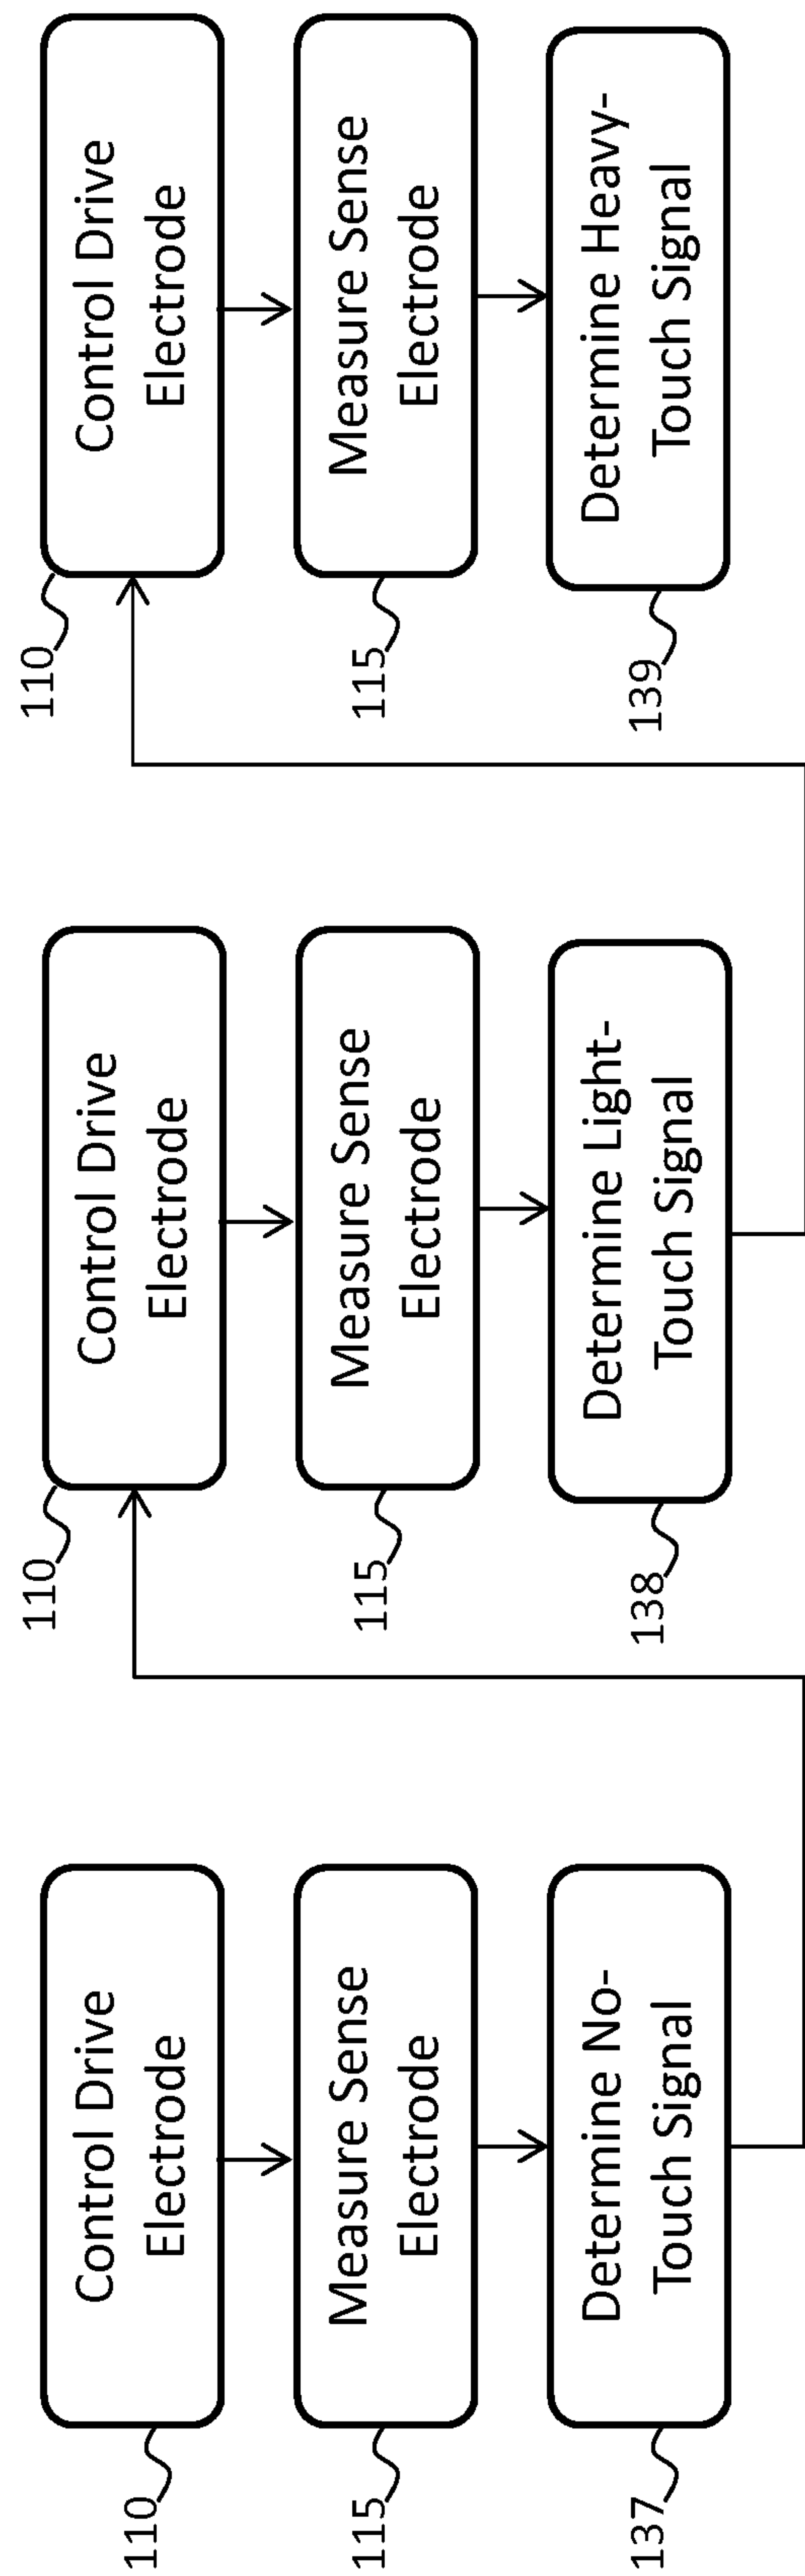 110
Control Drive
Electrode
115
Measure Sense
Electrode
137
Determine No-
Touch Signal
110
Control Drive
Electrode
115
Measure Sense
Electrode
138
Determine Light-
Touch Signal
110
Control Drive
Electrode
115
Measure Sense
Electrode
139
Determine Heavy-
Touch Signal